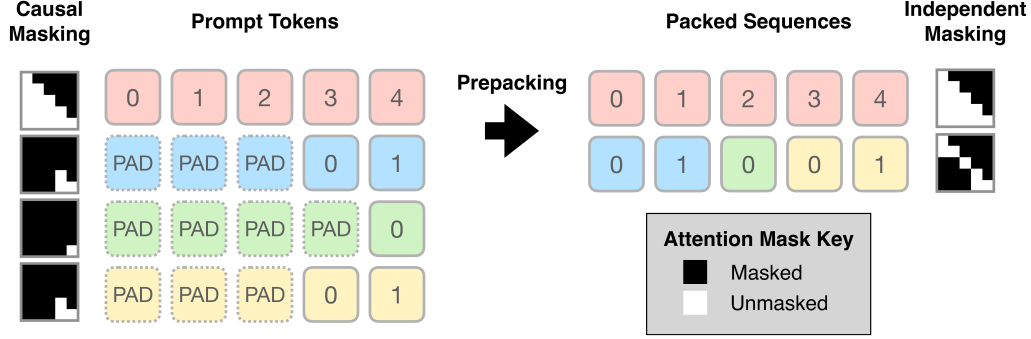 Causal
Masking
Prompt Tokens
0 1 2 3 4
PAD PAD PAD 0 1
PAD PAD PAD PAD 0
PAD PAD PAD 0 1
Prepacking
Packed Sequences
Independent
Masking
0 1 2 3 4
0 1 0 0 1
Attention Mask Key
Masked
Unmasked